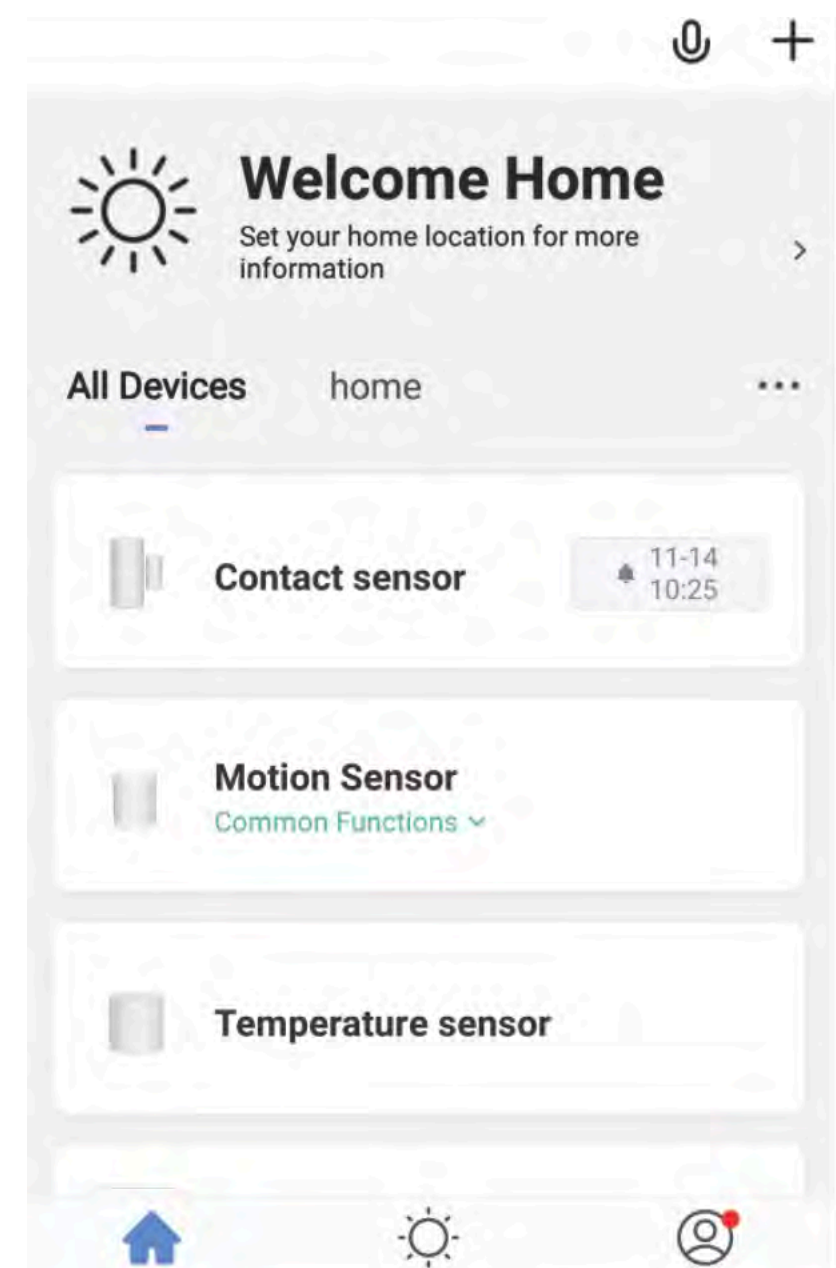 Welcome Home
Set your home location for more
information
All Devices
home
Contact sensor
11-14
10:25
Motion Sensor
Common Functions
Temperature sensor